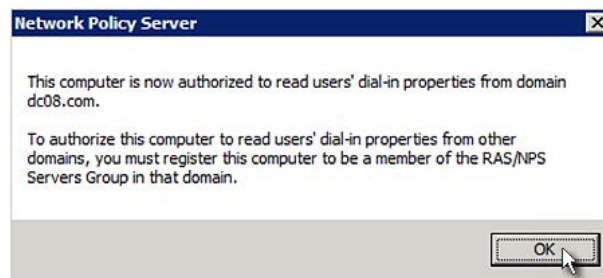 Network Policy Server
This computer is now authorized to read users' dial-in properties from domain
dc08.com.
To authorize this computer to read users' dial-in properties from other
domains, you must register this computer to be a member of the RAS/NPS
Servers Group in that domain.
OK